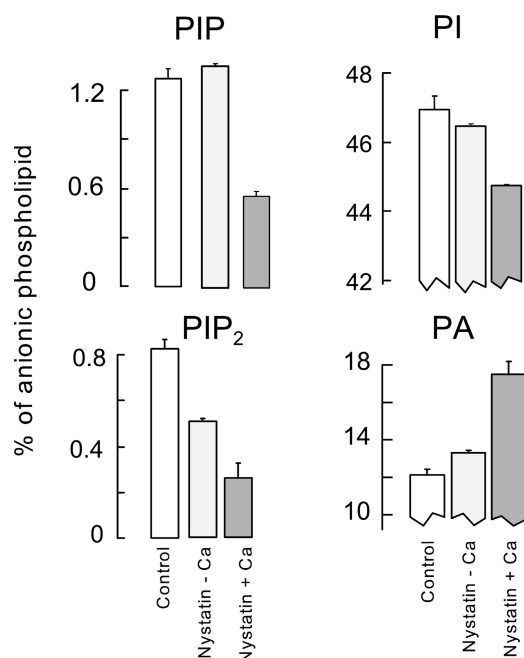 PIP
PI
% of anionic phospholipid
1.2
0.6
0
48
46
44
42
PIP₂
PA
0.8
0.4
0
18
14
10
Control
Nystatin - Ca
Nystatin + Ca
Control
Nystatin - Ca
Nystatin + Ca